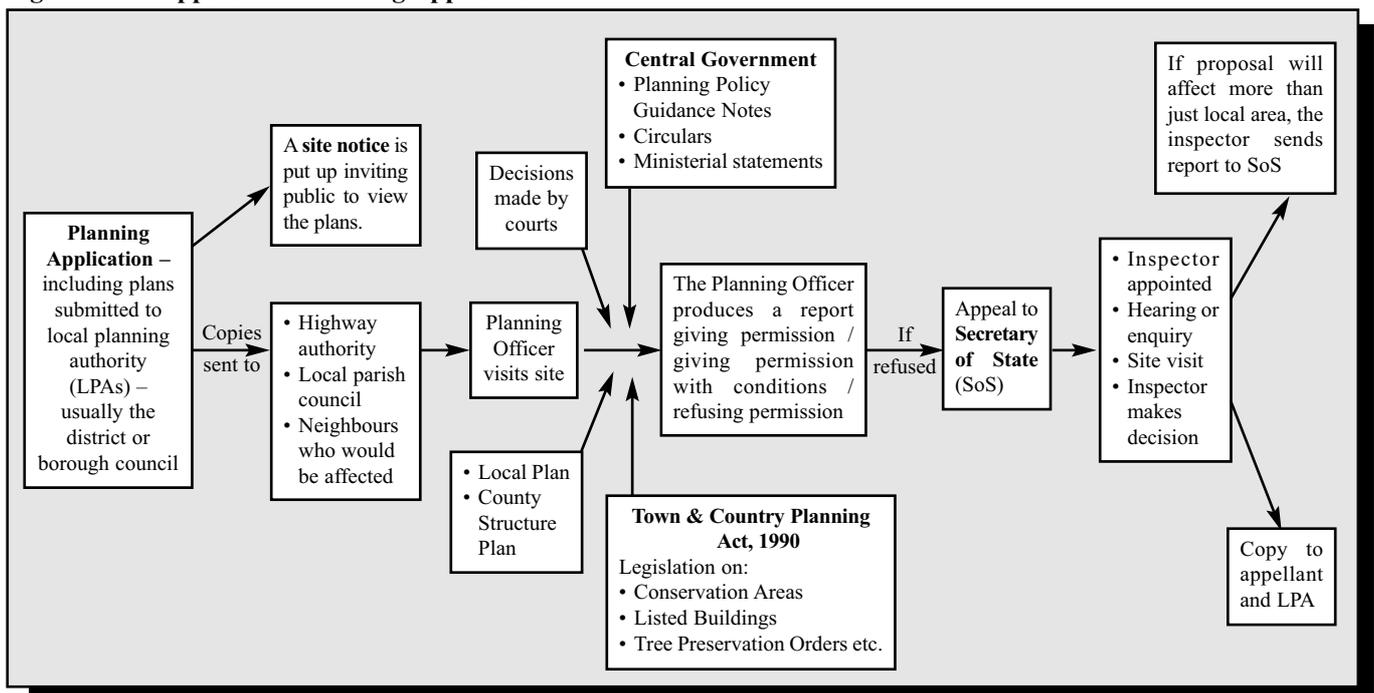 Planning
Application –
including plans
submitted to
local planning
authority
(LPAs) –
usually the
district or
borough council
A site notice is
put up inviting
public to view
the plans.
Copies
sent to
• Highway
authority
• Local parish
council
• Neighbours
who would
be affected
Planning
Officer
visits site
Decisions
made by
courts
Central Government
• Planning Policy
Guidance Notes
• Circulars
• Ministerial statements
• Local Plan
• County
Structure
Plan
Town & Country Planning
Act, 1990
Legislation on:
• Conservation Areas
• Listed Buildings
• Tree Preservation Orders etc.
The Planning Officer
produces a report
giving permission /
giving permission
with conditions /
refusing permission
If
refused
Appeal to
Secretary
of State
(SoS)
• Inspector
appointed
• Hearing or
enquiry
• Site visit
• Inspector
makes
decision
If proposal will
affect more than
just local area, the
inspector sends
report to SoS
Copy to
appellant
and LPA